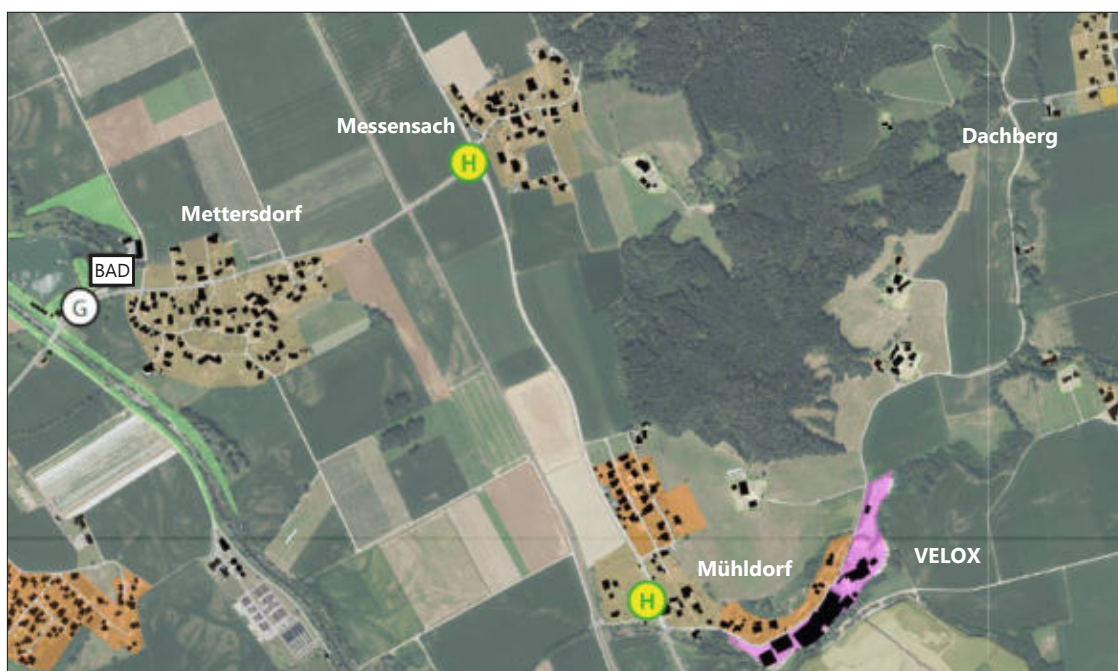 Messensach
H
Dachberg
Mettersdorf
BAD
G
VELOX
Mühldorf
H